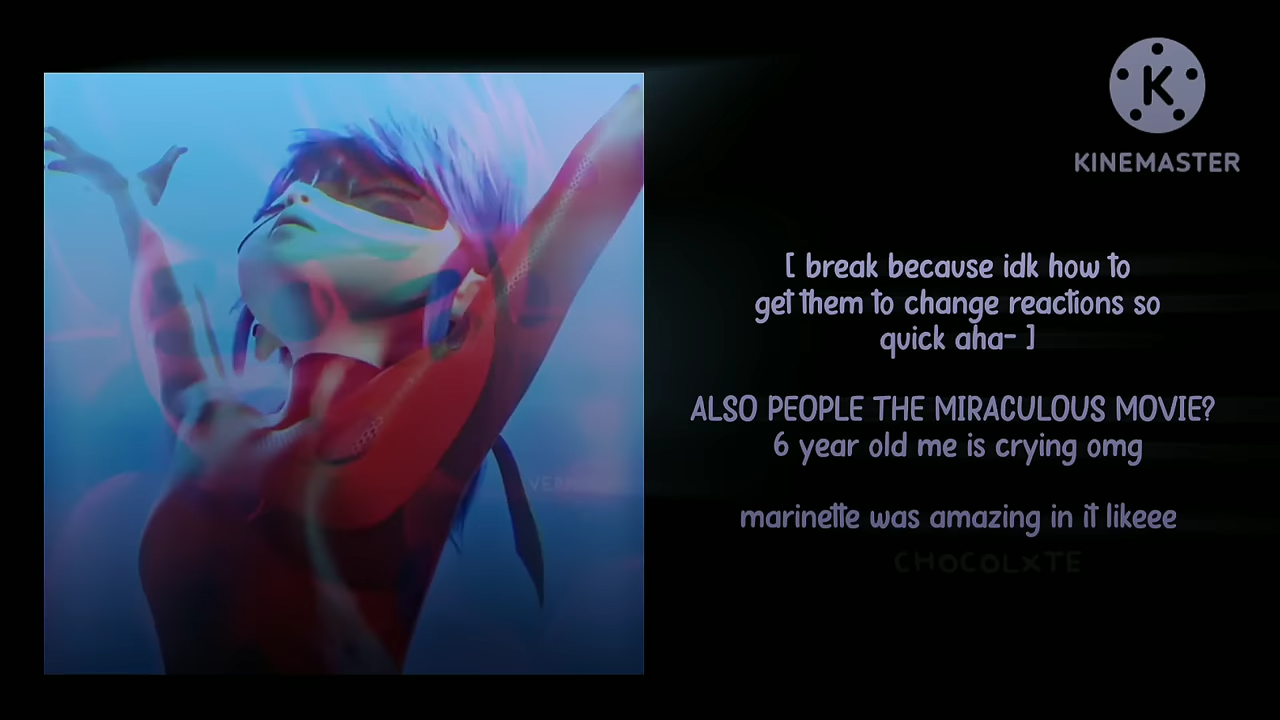 KINEMASTER
[ break because idk how to
get them to change reactions so
quick aha- ]
ALSO PEOPLE THE MIRACULOUS MOVIE?
6 year old me is crying omg
marinette was amazing in it likeee
CHOCOLXTE